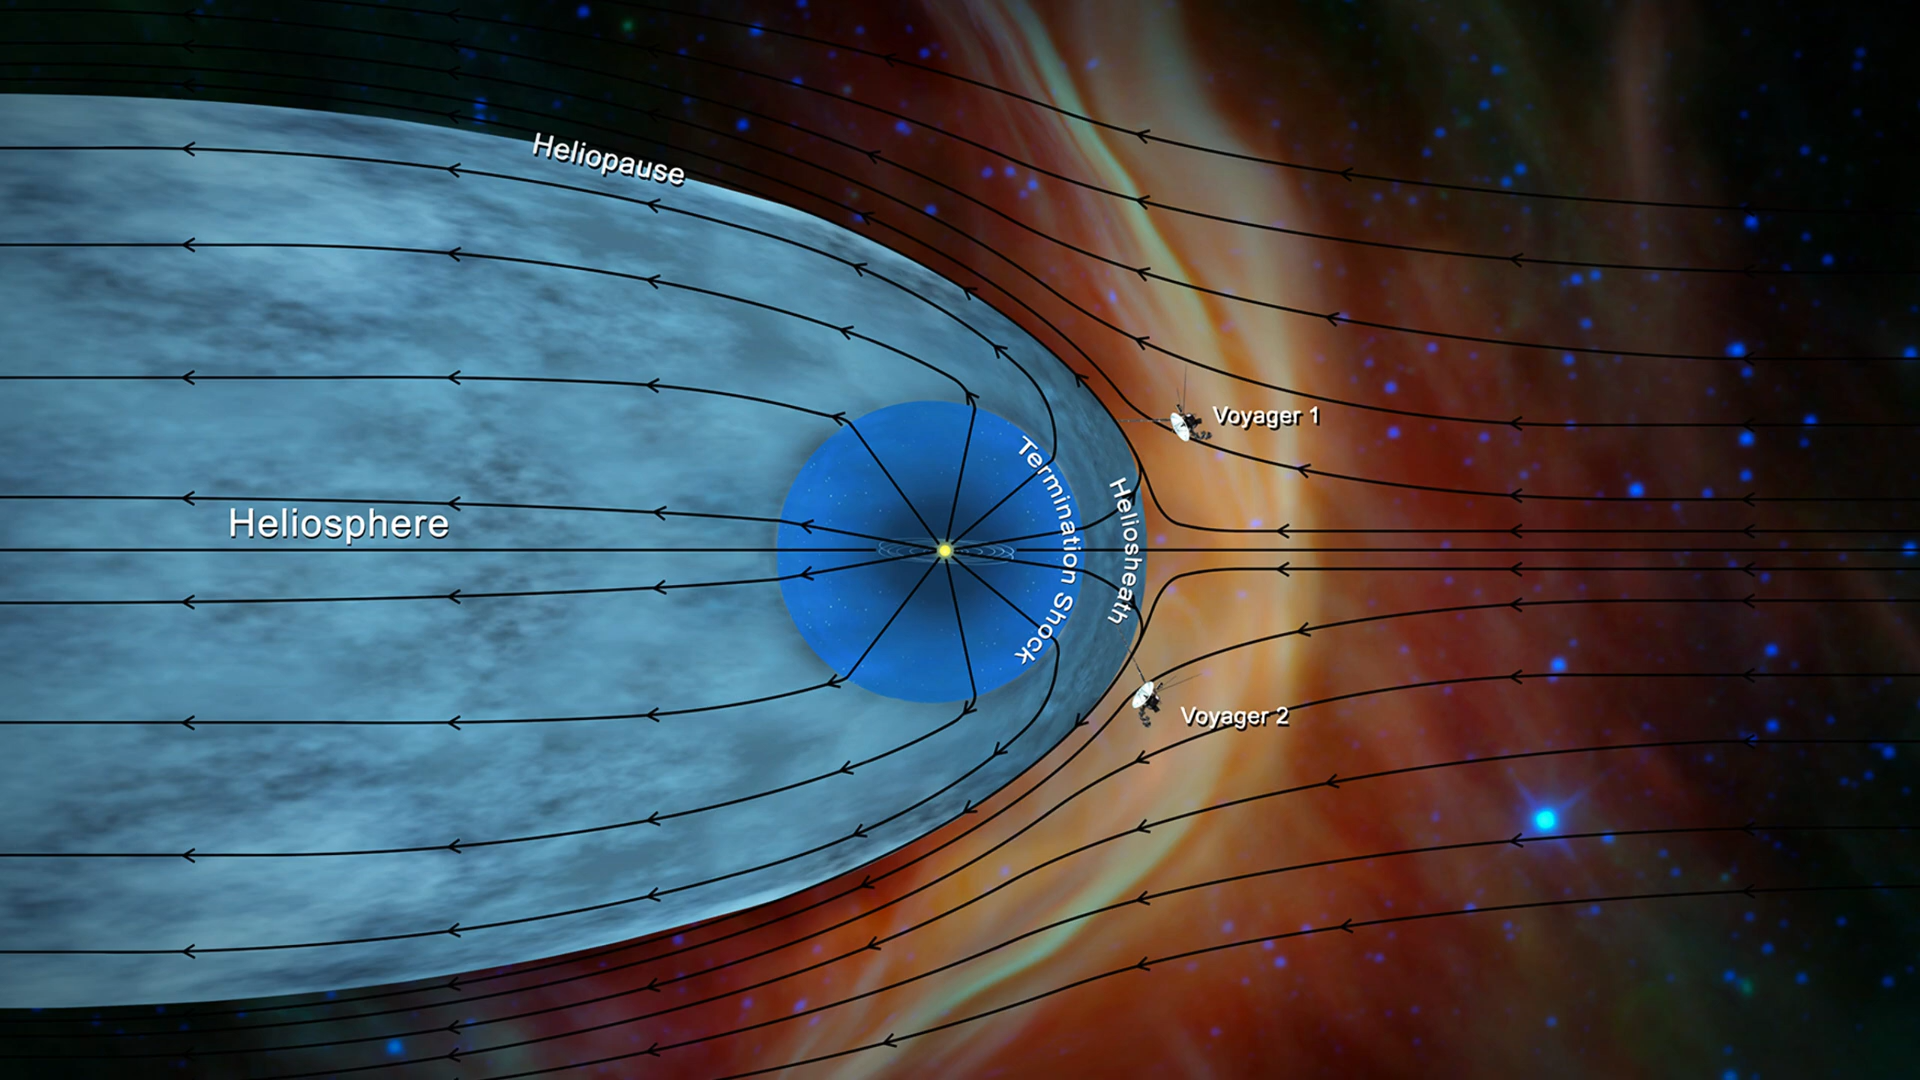 Heliopause
Voyager 1
Termination Shock
Heliosheath
Heliosphere
Voyager 2